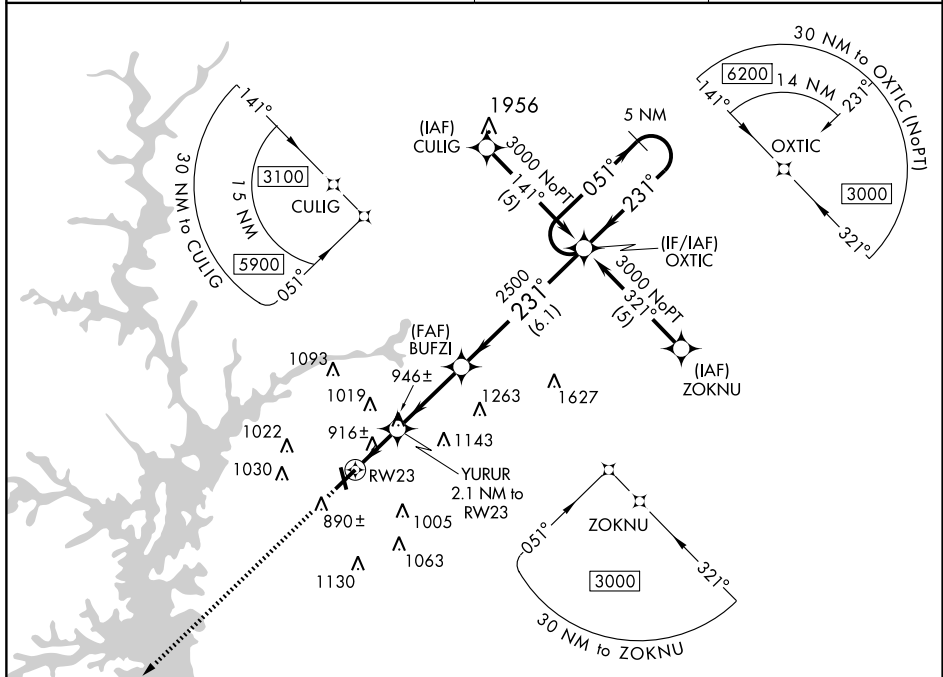 141°
3100
CULIG
15 NM
30 NM to CULIG
5900
051°
1956
(IAF)
CULIG
3000 NoPT
141°
(5)
5 NM
051°
231°
(IF/IAF)
OXTIC
3000 NoPT
321°
(5)
(IAF)
ZOKNU
30 NM to OXTIC (NoPT)
6200
14 NM
141°
231°
OXTIC
3000
321°
2500
231°
(6.1)
(FAF)
BUFZI
1093
946±
1019
1263
1627
1022
916±
1143
1030
RW23
YURUR
2.1 NM to
RW23
890±
1005
1063
1130
ZOKNU
051°
321°
3000
30 NM to ZOKNU